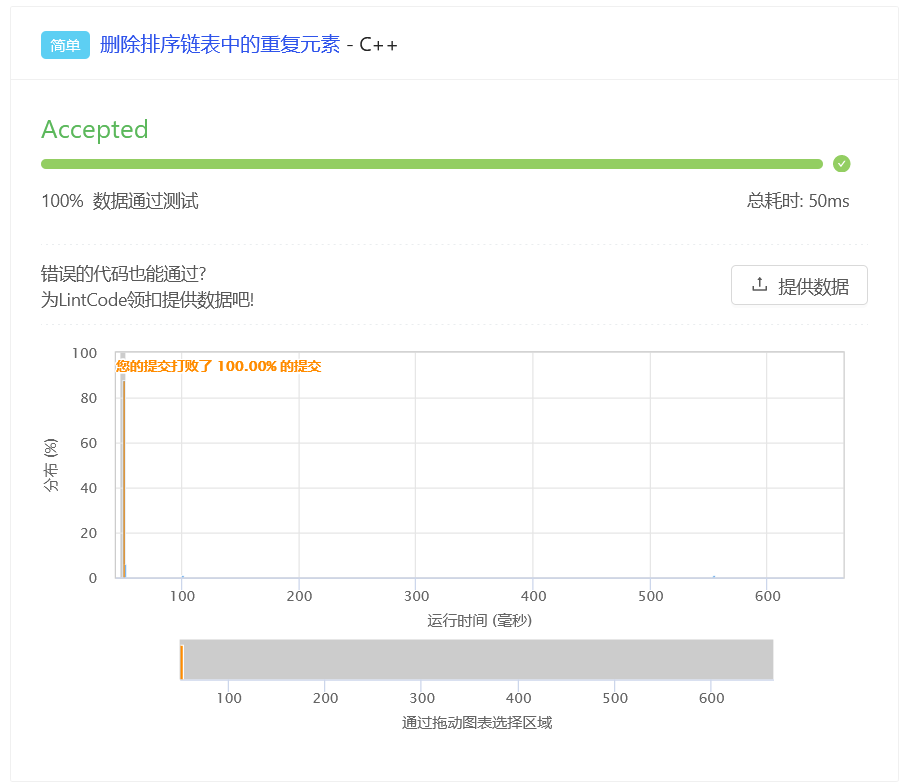 简单 删除排序链表中的重复元素 - C++
Accepted
100% 数据通过测试 总耗时: 50ms
错误的代码也能通过?
为LintCode领扣提供数据吧!
提供数据
您的提交打败了 100.00% 的提交
100
80
60
40
20
0
分布 (%)
100 200 300 400 500 600
运行时间 (毫秒)
100 200 300 400 500 600
通过拖动图表选择区域